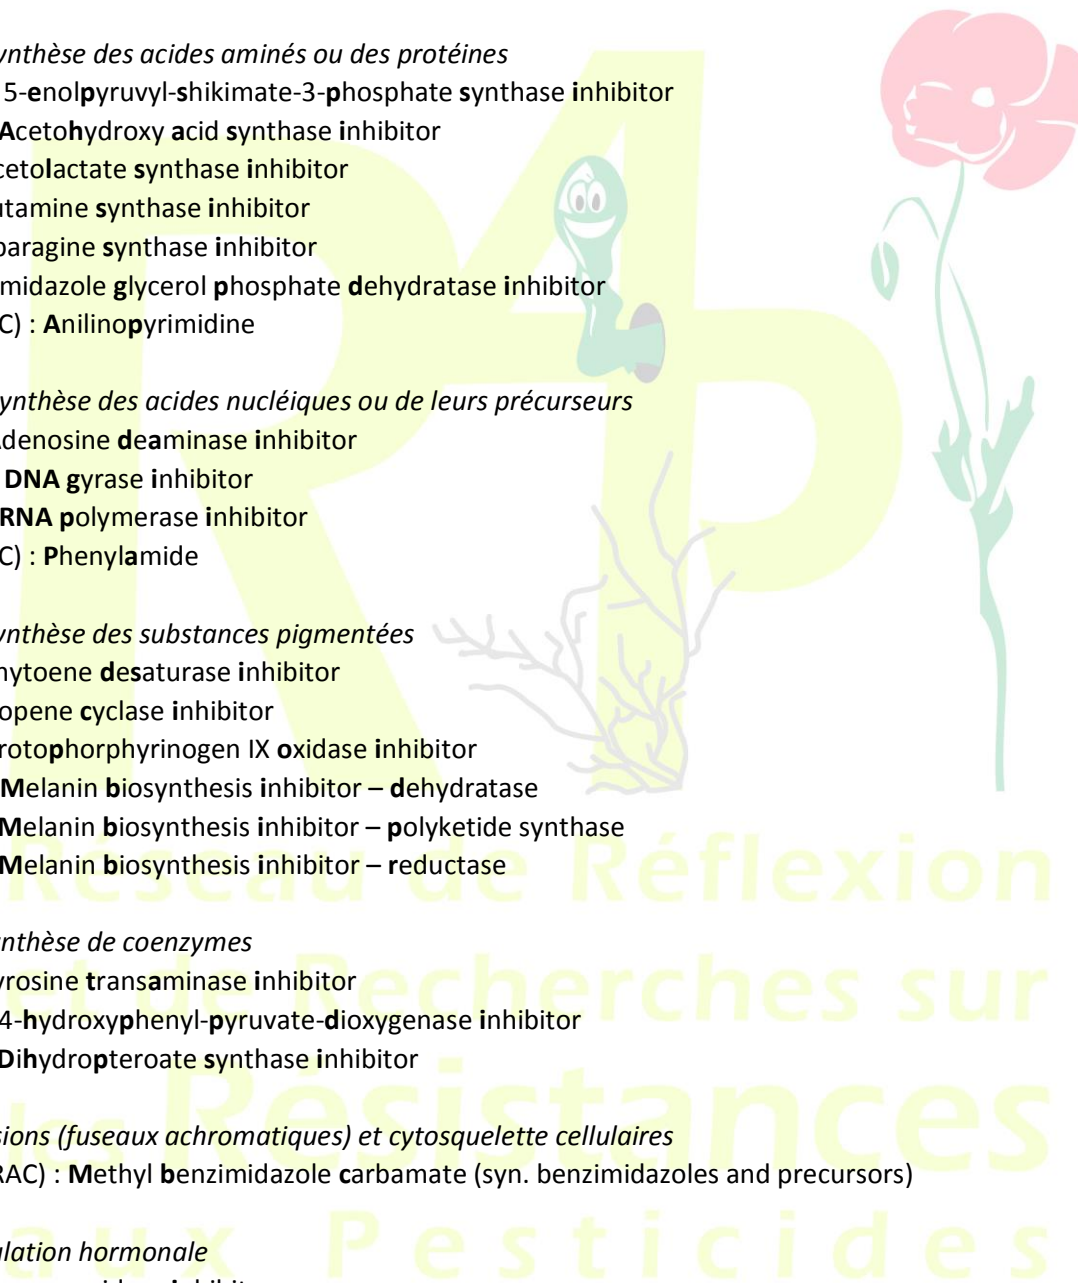 ynthèse des acides aminés ou des protéines
5-enolpyruvyl-shikimate-3-phosphate synthase inhibitor
Acetohydroxy acid synthase inhibitor
cetolactate synthase inhibitor
utamine synthase inhibitor
paragine synthase inhibitor
midazole glycerol phosphate dehydratase inhibitor
C) : Anilinopyrimidine
ynthèse des acides nucléiques ou de leurs précurseurs
denosine deaminase inhibitor
DNA gyrase inhibitor
RNA polymerase inhibitor
C) : Phenylamide
ynthèse des substances pigmentées
hytoene desaturase inhibitor
opene cyclase inhibitor
rotophorphyrinogen IX oxidase inhibitor
Melanin biosynthesis inhibitor – dehydratase
Melanin biosynthesis inhibitor – polyketide synthase
Melanin biosynthesis inhibitor – reductase
nthèse de coenzymes
yrosine transaminase inhibitor
4-hydroxyphenyl-pyruvate-dioxygenase inhibitor
Dihydropteroate synthase inhibitor
sions (fuseaux achromatiques) et cytosquelette cellulaires
RAC) : Methyl benzimidazole carbamate (syn. benzimidazoles and precursors)
ulation hormonale
R4P
Réseau de Réflexion
et de Recherches sur
les Résistances
aux Pesticides